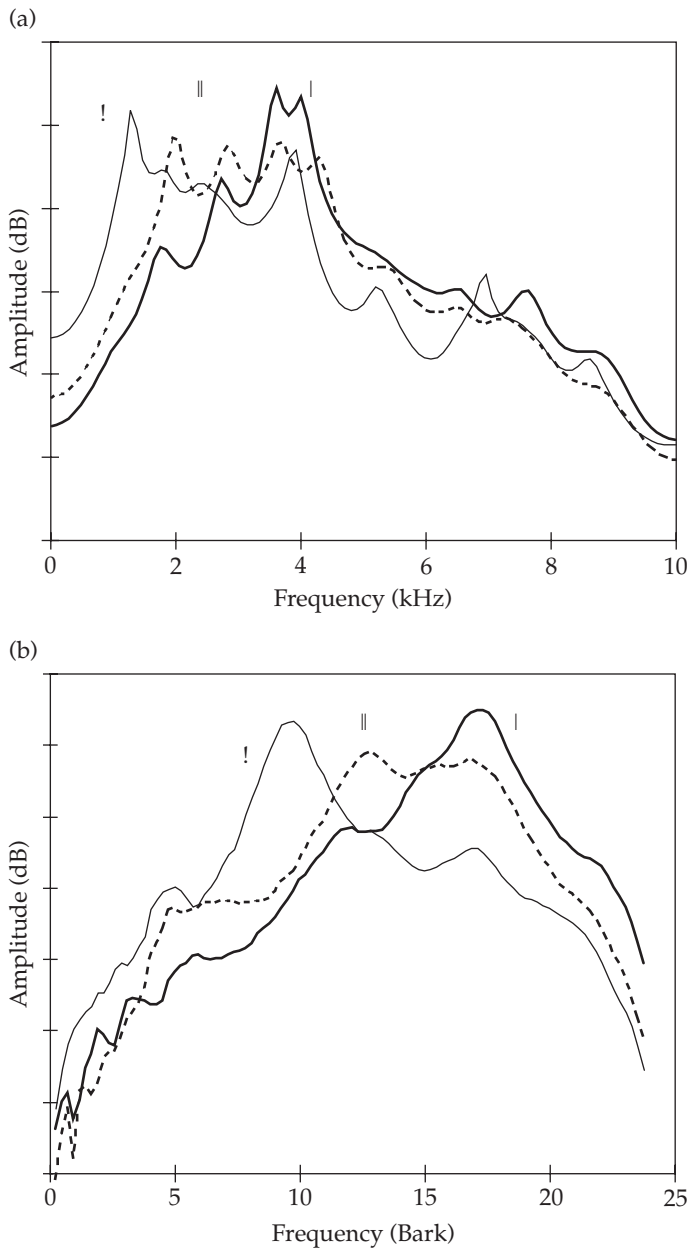 (a)
! ǁ ǀ
Amplitude (dB)
0 2 4 6 8 10
Frequency (kHz)
(b)
! ǁ ǀ
Amplitude (dB)
0 5 10 15 20 25
Frequency (Bark)